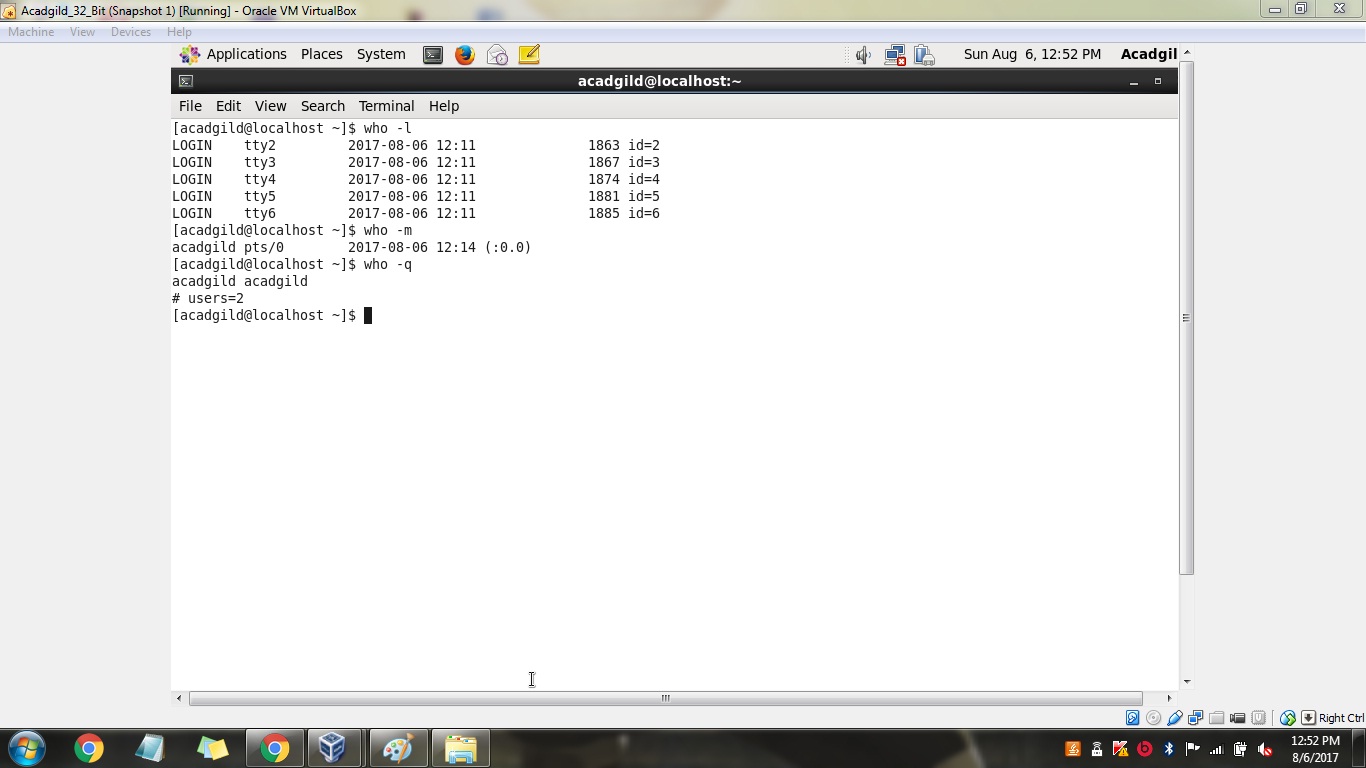 Acadgild_32_Bit (Snapshot 1) [Running] - Oracle VM VirtualBox
Machine View Devices Help
Applications Places System Sun Aug 6, 12:52 PM Acadgil
acadgild@localhost:~
File Edit View Search Terminal Help
[acadgild@localhost ~]$ who -l
LOGIN    tty2         2017-08-06 12:11              1863 id=2
LOGIN    tty3         2017-08-06 12:11              1867 id=3
LOGIN    tty4         2017-08-06 12:11              1874 id=4
LOGIN    tty5         2017-08-06 12:11              1881 id=5
LOGIN    tty6         2017-08-06 12:11              1885 id=6
[acadgild@localhost ~]$ who -m
acadgild pts/0        2017-08-06 12:14 (:0.0)
[acadgild@localhost ~]$ who -q
acadgild acadgild
# users=2
[acadgild@localhost ~]$
Right Ctrl
12:52 PM
8/6/2017